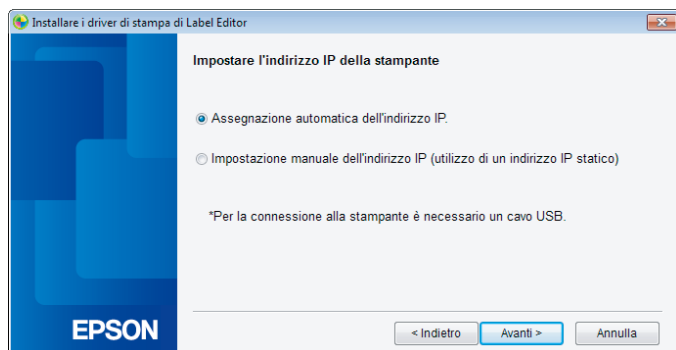 Installare i driver di stampa di Label Editor
Impostare l'indirizzo IP della stampante
Assegnazione automatica dell'indirizzo IP.
Impostazione manuale dell'indirizzo IP (utilizzo di un indirizzo IP statico)
*Per la connessione alla stampante è necessario un cavo USB.
EPSON
< Indietro
Avanti >
Annulla